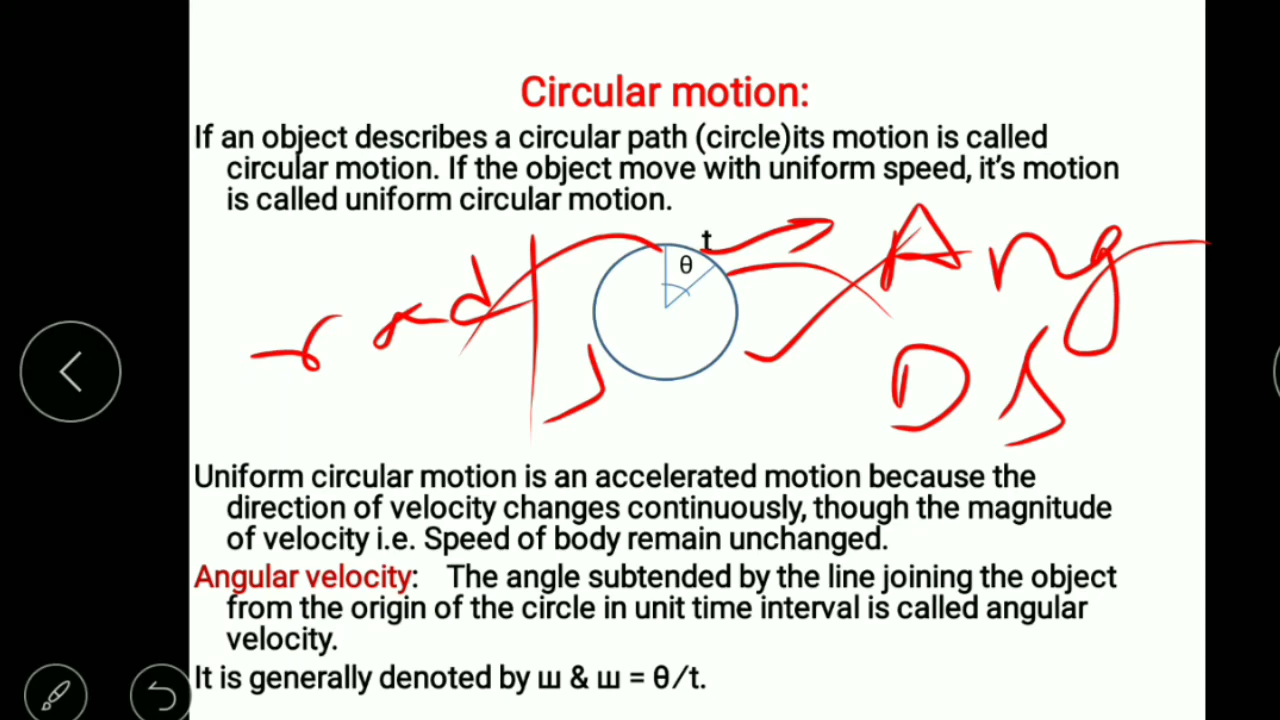 Circular motion:
If an object describes a circular path (circle)its motion is called
circular motion. If the object move with uniform speed, it's motion
is called uniform circular motion.
t
θ
rad/s
Ang
Ds
Uniform circular motion is an accelerated motion because the
direction of velocity changes continuously, though the magnitude
of velocity i.e. Speed of body remain unchanged.
Angular velocity: The angle subtended by the line joining the object
from the origin of the circle in unit time interval is called angular
velocity.
It is generally denoted by ш & ш = θ/t.